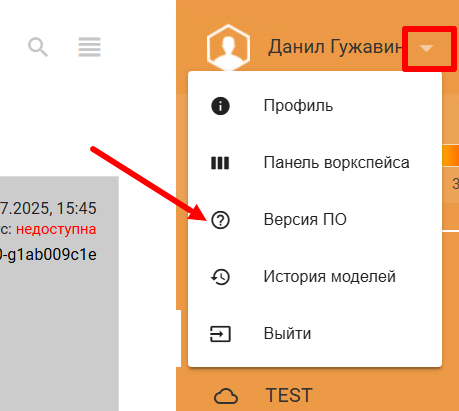 Данил Гужавин
Профиль
Панель воркспейса
7.2025, 15:45
с: недоступна
Версия ПО
0-g1ab009c1e
История моделей
Выйти
TEST